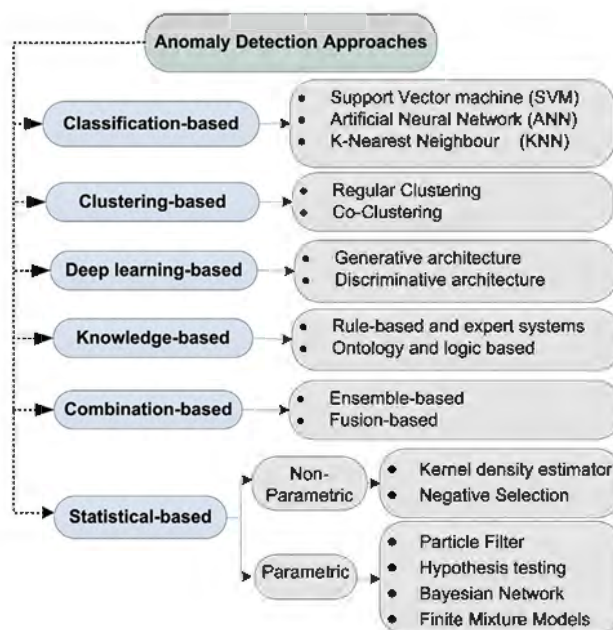 Anomaly Detection Approaches
Classification-based
Support Vector machine (SVM)
Artificial Neural Network (ANN)
K-Nearest Neighbour (KNN)
Clustering-based
Regular Clustering
Co-Clustering
Deep learning-based
Generative architecture
Discriminative architecture
Knowledge-based
Rule-based and expert systems
Ontology and logic based
Combination-based
Ensemble-based
Fusion-based
Statistical-based
Non-
Parametric
Kernel density estimator
Negative Selection
Parametric
Particle Filter
Hypothesis testing
Bayesian Network
Finite Mixture Models